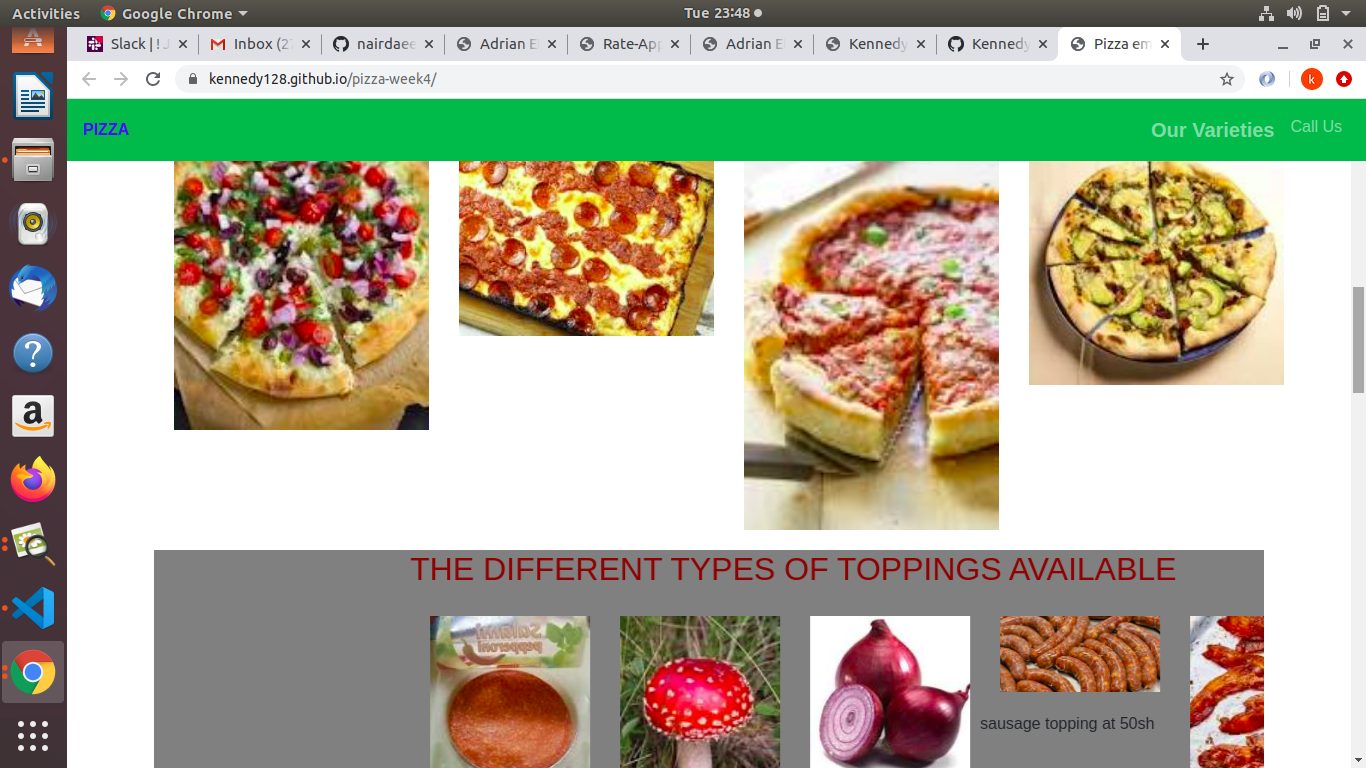 Activities Google Chrome Tue 23:48
Slack | ! J Inbox (2 nairdaee Adrian E Rate-App Adrian E Kennedy Kennedy Pizza em
kennedy128.github.io/pizza-week4/ k
PIZZA Our Varieties Call Us
THE DIFFERENT TYPES OF TOPPINGS AVAILABLE
sausage topping at 50sh